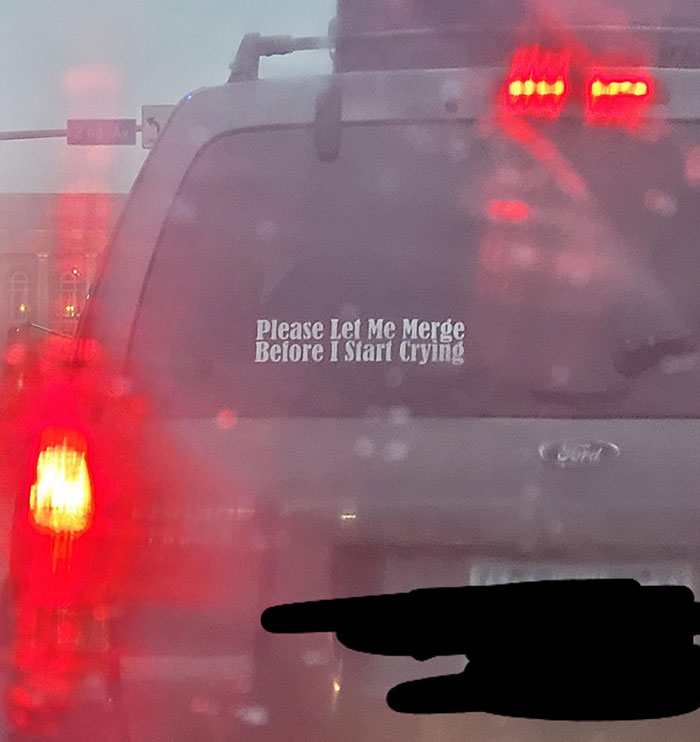 Please Let Me Merge
Before I Start Crying
Ford